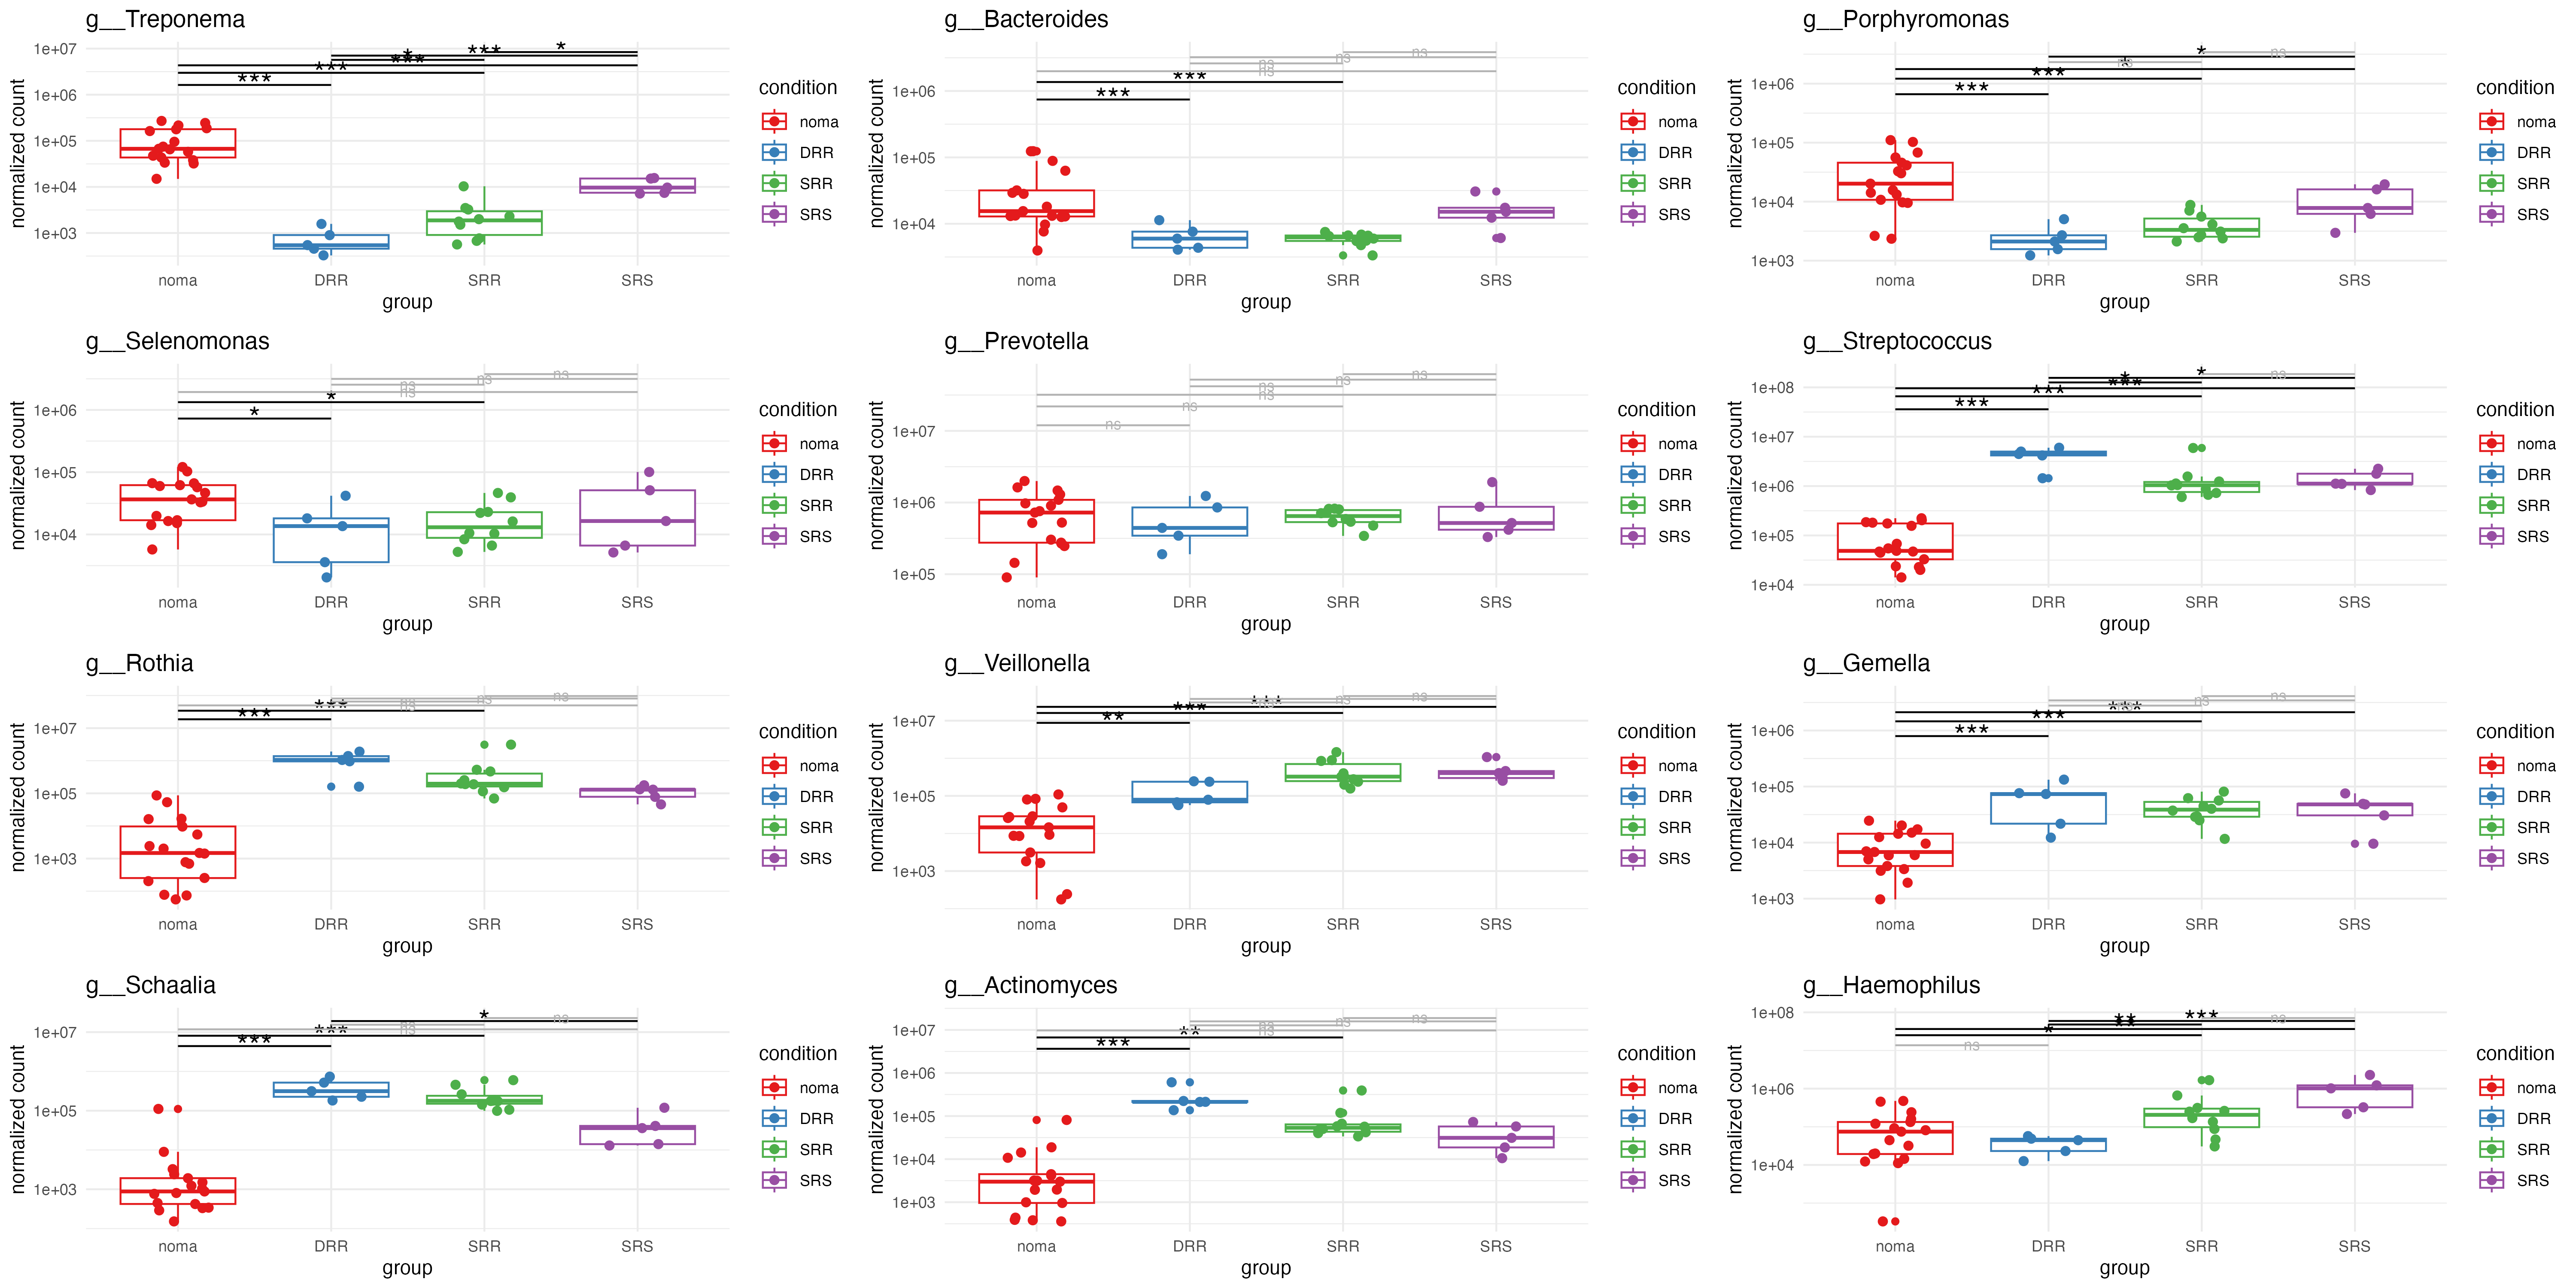 g__Treponema
normalized count
1e+07
1e+06
1e+05
1e+04
1e+03
*** *** *** * *** *
noma DRR SRR SRS
group
condition
noma
DRR
SRR
SRS
g__Bacteroides
normalized count
1e+06
1e+05
1e+04
*** *** ns ns ns ns
noma DRR SRR SRS
group
condition
noma
DRR
SRR
SRS
g__Porphyromonas
normalized count
1e+06
1e+05
1e+04
1e+03
*** *** * ns * ns
noma DRR SRR SRS
group
condition
noma
DRR
SRR
SRS
g__Selenomonas
normalized count
1e+06
1e+05
1e+04
* * ns ns ns ns
noma DRR SRR SRS
group
condition
noma
DRR
SRR
SRS
g__Prevotella
normalized count
1e+07
1e+06
1e+05
ns ns ns ns ns ns
noma DRR SRR SRS
group
condition
noma
DRR
SRR
SRS
g__Streptococcus
normalized count
1e+08
1e+07
1e+06
1e+05
1e+04
*** *** *** * * ns
noma DRR SRR SRS
group
condition
noma
DRR
SRR
SRS
g__Rothia
normalized count
1e+07
1e+05
1e+03
*** *** ns ns ns
noma DRR SRR SRS
group
condition
noma
DRR
SRR
SRS
g__Veillonella
normalized count
1e+07
1e+05
1e+03
** *** *** ns ns ns
noma DRR SRR SRS
group
condition
noma
DRR
SRR
SRS
g__Gemella
normalized count
1e+06
1e+05
1e+04
1e+03
*** *** *** ns ns ns
noma DRR SRR SRS
group
condition
noma
DRR
SRR
SRS
g__Schaalia
normalized count
1e+07
1e+05
1e+03
*** *** ns ns * ns
noma DRR SRR SRS
group
condition
noma
DRR
SRR
SRS
g__Actinomyces
normalized count
1e+07
1e+06
1e+05
1e+04
1e+03
*** ** ns ns ns ns
noma DRR SRR SRS
group
condition
noma
DRR
SRR
SRS
g__Haemophilus
normalized count
1e+08
1e+06
1e+04
ns * ** ** *** ns
noma DRR SRR SRS
group
condition
noma
DRR
SRR
SRS